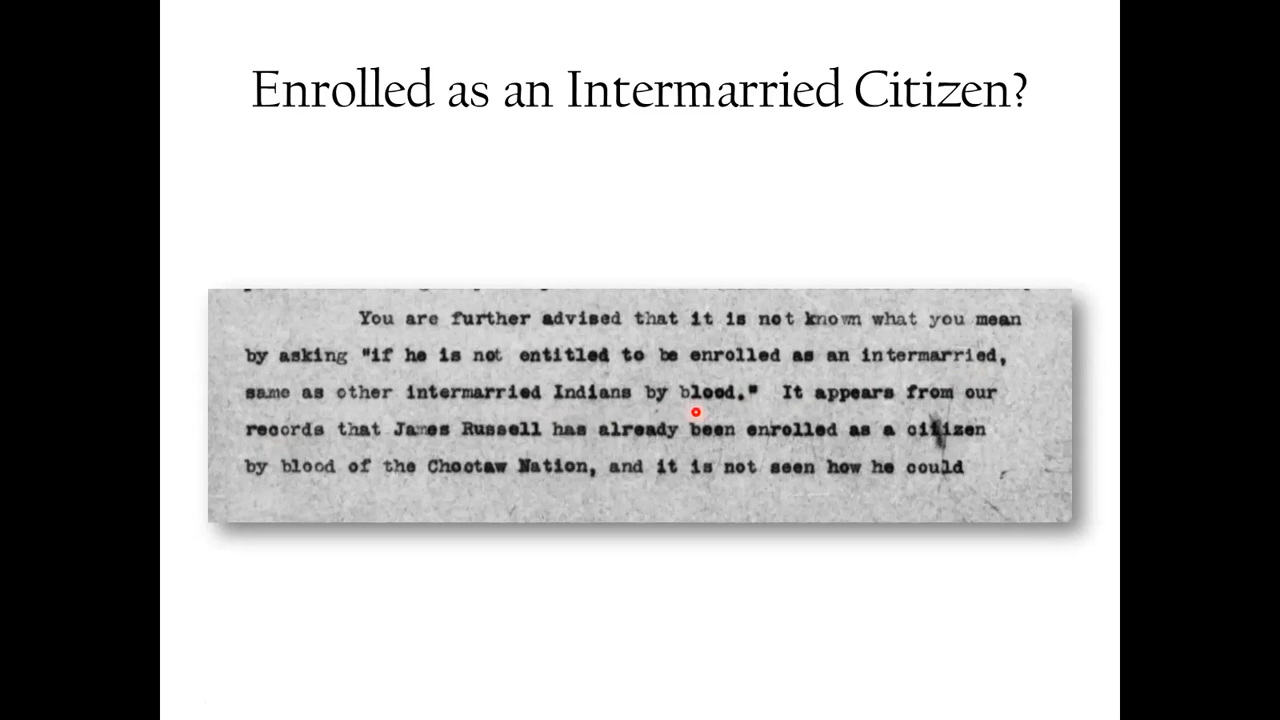 Enrolled as an Intermarried Citizen?
You are further advised that it is not known what you mean
by asking "if he is not entitled to be enrolled as an intermarried,
same as other intermarried Indians by blood." It appears from our
records that James Russell has already been enrolled as a citizen
by blood of the Choctaw Nation, and it is not seen how he could